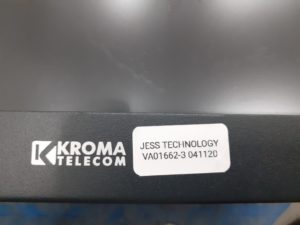 KROMA
TELECOM
JESS TECHNOLOGY
VA01662-3 041120